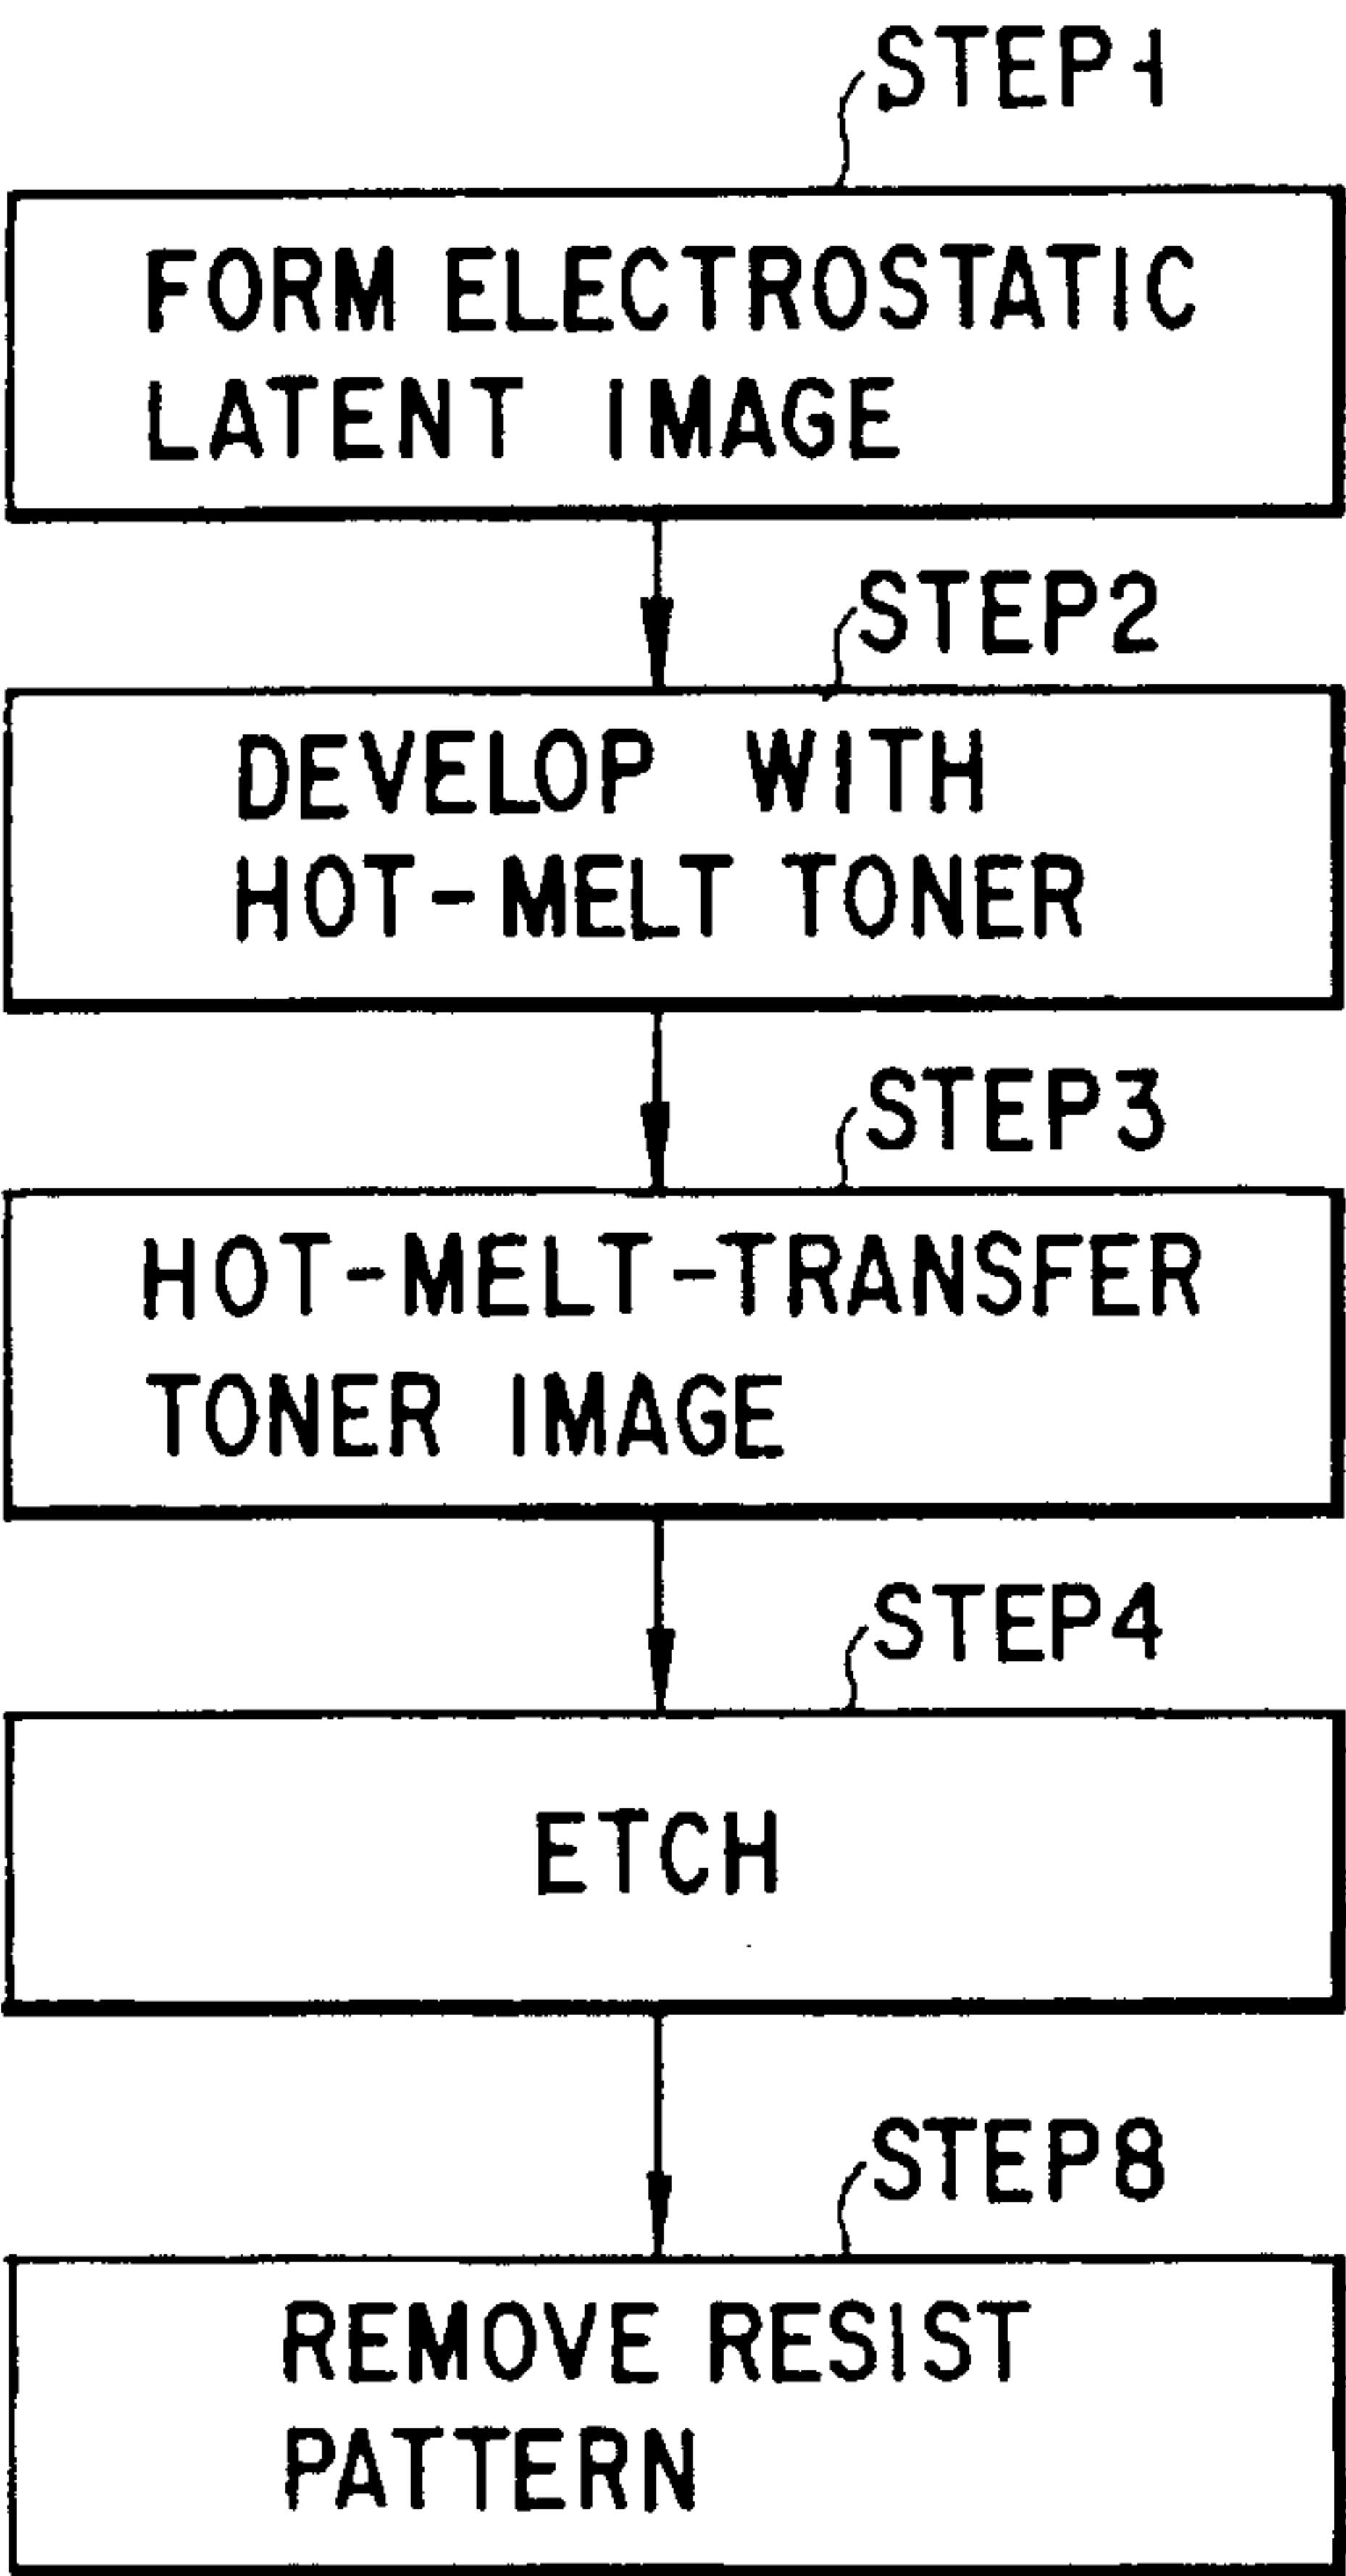 STEP1
FORM ELECTROSTATIC
LATENT IMAGE
STEP2
DEVELOP WITH
HOT-MELT TONER
STEP3
HOT-MELT-TRANSFER
TONER IMAGE
STEP4
ETCH
STEP8
REMOVE RESIST
PATTERN